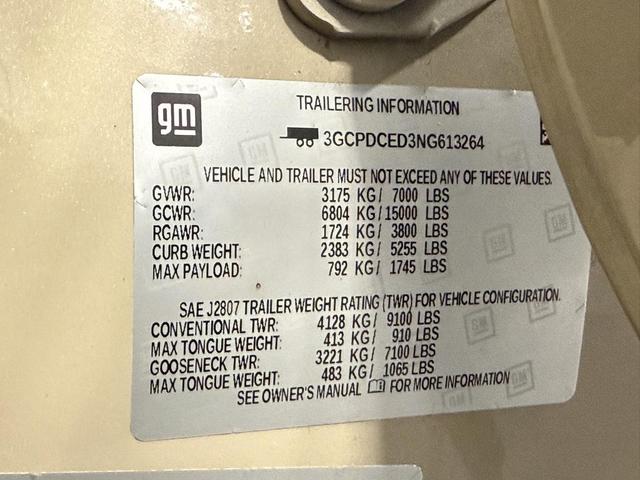 gm
TRAILERING INFORMATION
3GCPDCED3NG613264
VEHICLE AND TRAILER MUST NOT EXCEED ANY OF THESE VALUES.
GVWR: 3175 KG/ 7000 LBS
GCWR: 6804 KG/ 15000 LBS
RGAWR: 1724 KG/ 3800 LBS
CURB WEIGHT: 2383 KG/ 5255 LBS
MAX PAYLOAD: 792 KG/ 1745 LBS
SAE J2807 TRAILER WEIGHT RATING (TWR) FOR VEHICLE CONFIGURATION.
CONVENTIONAL TWR: 4128 KG/ 9100 LBS
MAX TONGUE WEIGHT: 413 KG/ 910 LBS
GOOSENECK TWR: 3221 KG/ 7100 LBS
MAX TONGUE WEIGHT: 483 KG/ 1065 LBS
SEE OWNER'S MANUAL FOR MORE INFORMATION